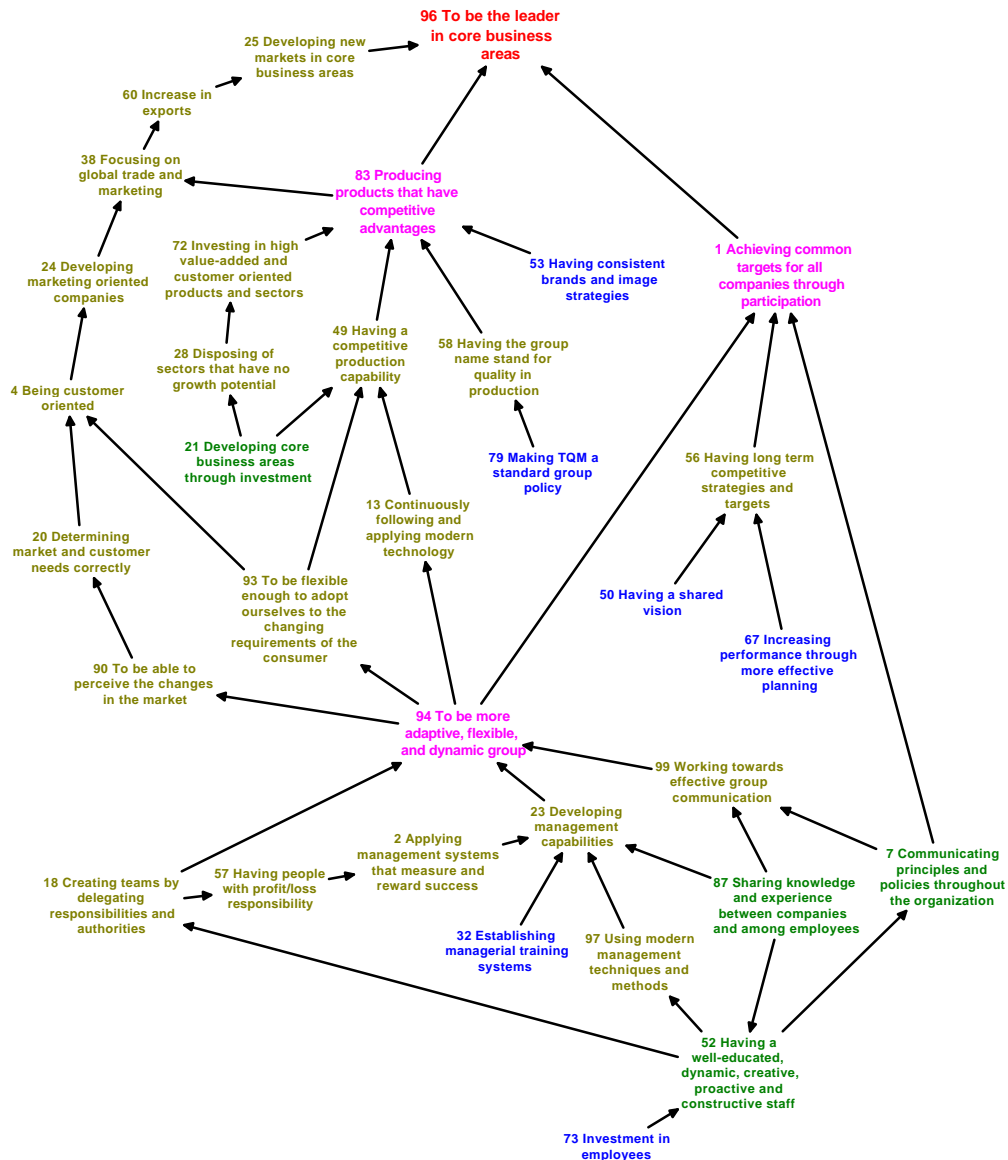 96 To be the leader
in core business
areas
25 Developing new
markets in core
business areas
60 Increase in
exports
38 Focusing on
global trade and
marketing
83 Producing
products that have
competitive
advantages
72 Investing in high
value-added and
customer oriented
products and sectors
53 Having consistent
brands and image
strategies
1 Achieving common
targets for all
companies through
participation
24 Developing
marketing oriented
companies
49 Having a
competitive
production
capability
58 Having the group
name stand for
quality in
production
28 Disposing of
sectors that have no
growth potential
4 Being customer
oriented
21 Developing core
business areas
through investment
79 Making TQM a
standard group
policy
56 Having long term
competitive
strategies and
targets
13 Continuously
following and
applying modern
technology
20 Determining
market and customer
needs correctly
93 To be flexible
enough to adopt
ourselves to the
changing
requirements of the
consumer
50 Having a shared
vision
67 Increasing
performance through
more effective
planning
90 To be able to
perceive the changes
in the market
94 To be more
adaptive, flexible,
and dynamic group
99 Working towards
effective group
communication
23 Developing
management
capabilities
2 Applying
management systems
that measure and
reward success
57 Having people
with profit/loss
responsibility
18 Creating teams by
delegating
responsibilities and
authorities
87 Sharing knowledge
and experience
between companies
and among employees
7 Communicating
principles and
policies throughout
the organization
32 Establishing
managerial training
systems
97 Using modern
management
techniques and
methods
52 Having a
well-educated,
dynamic, creative,
proactive and
constructive staff
73 Investment in
employees